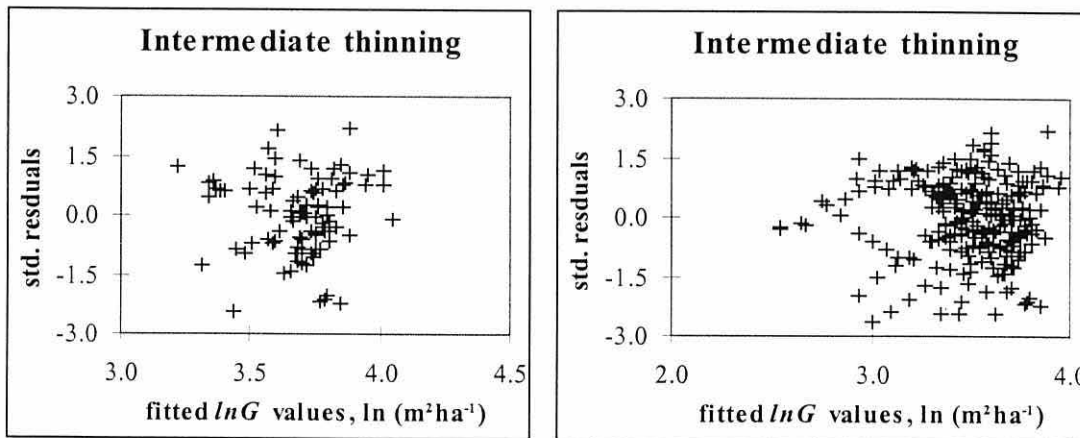 Intermediate thinning
3.0
1.5
0.0
-1.5
-3.0
std. resduals
3.0 3.5 4.0 4.5
fitted lnG values, ln (m²ha⁻¹)
Intermediate thinning
3.0
1.5
0.0
-1.5
-3.0
std. resduals
2.0 3.0 4.0
fitted lnG values, ln (m²ha⁻¹)